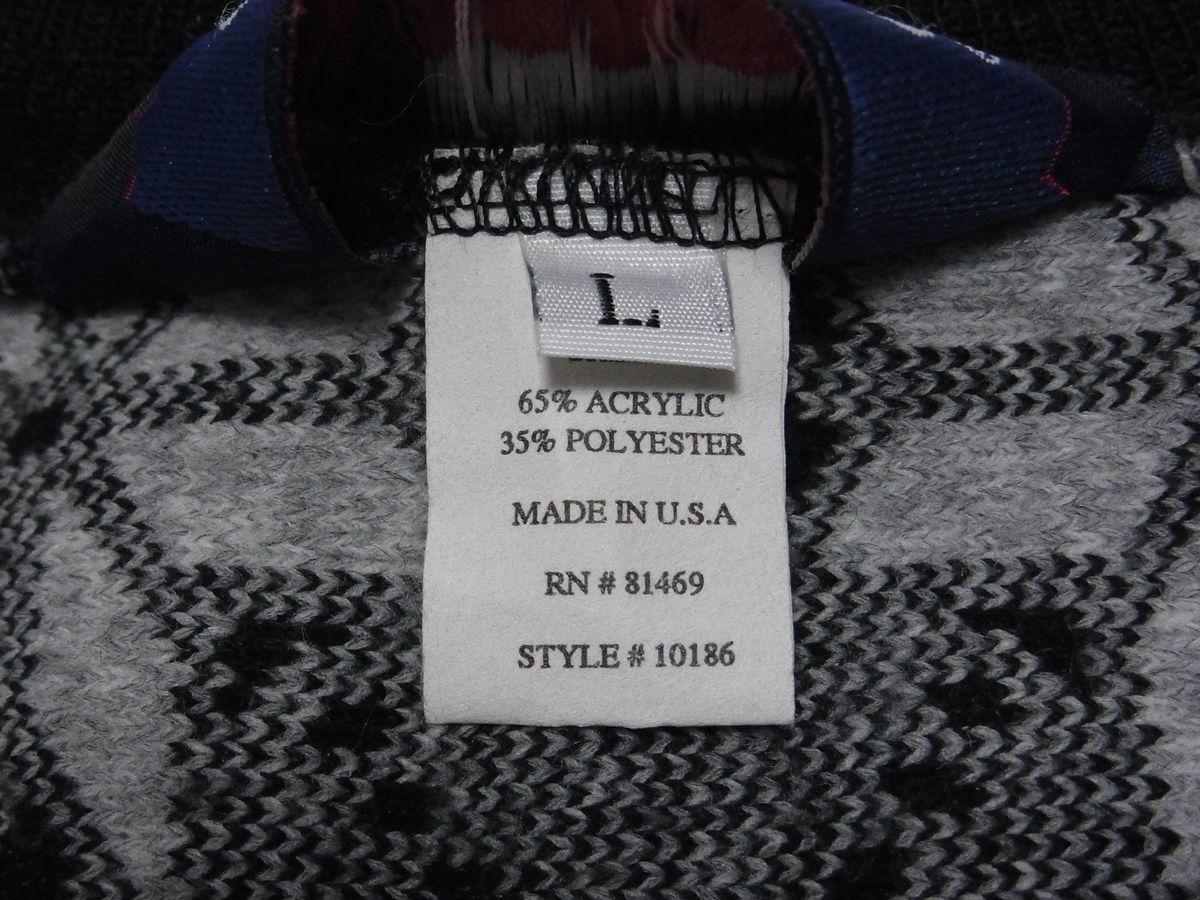 L
65% ACRYLIC
35% POLYESTER
MADE IN U.S.A
RN # 81469
STYLE # 10186